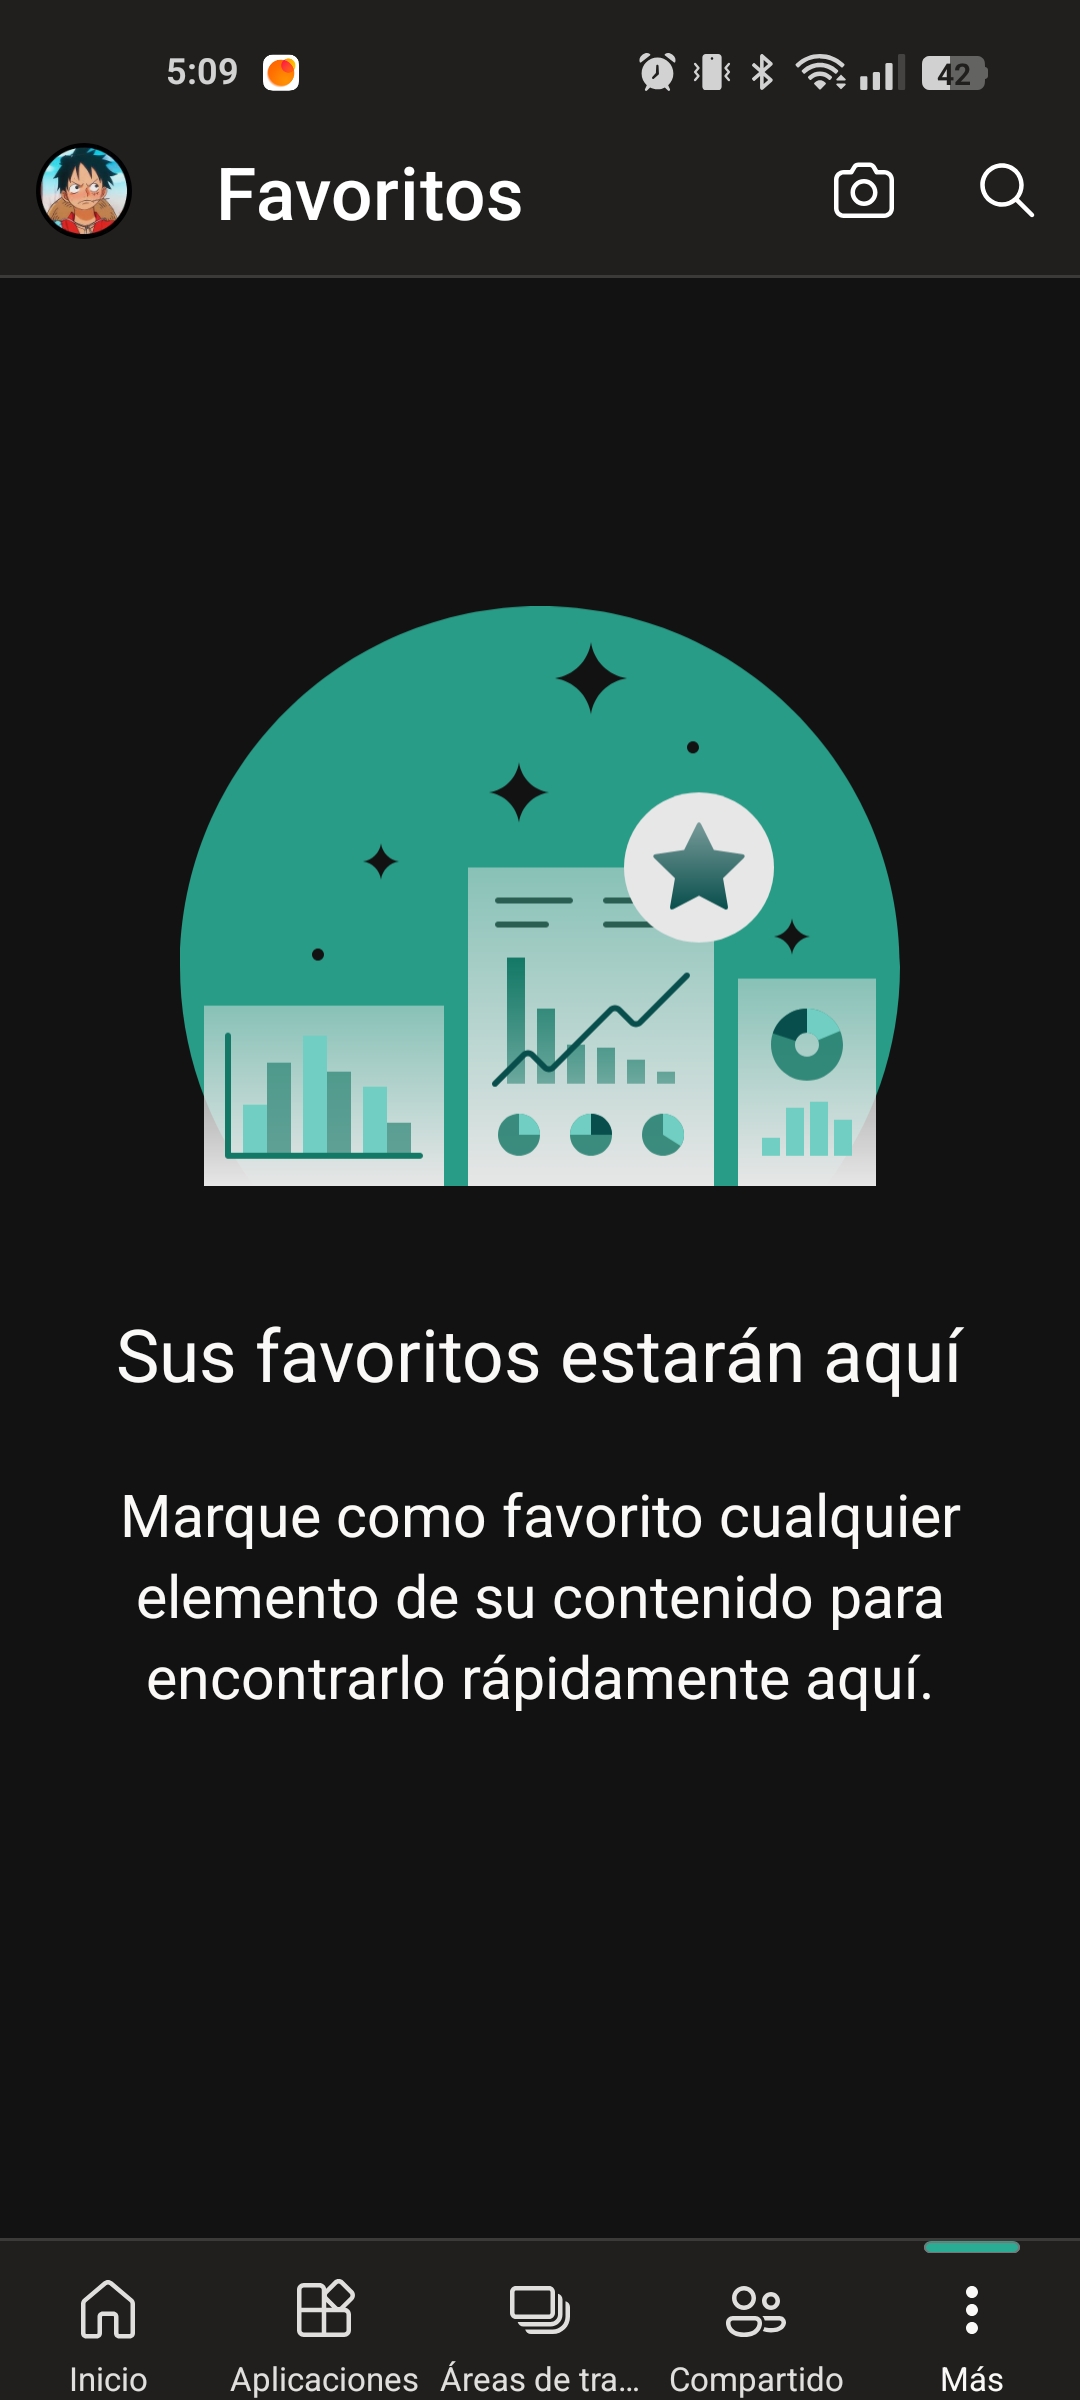 5:09
42
Favoritos
Sus favoritos estarán aquí
Marque como favorito cualquier
elemento de su contenido para
encontrarlo rápidamente aquí.
Inicio
Aplicaciones
Áreas de tra...
Compartido
Más